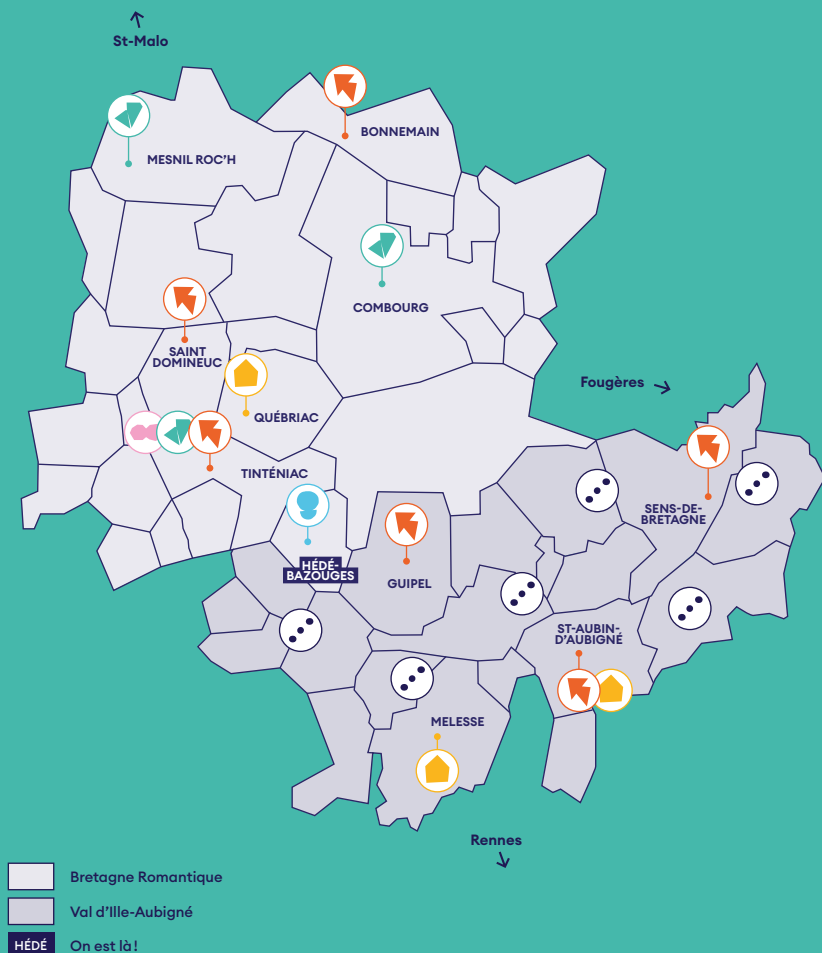 St-Malo
BONNEMAIN
MESNIL ROC'H
COMBOURG
SAINT
DOMINEUC
Fougères
QUÉBRIAC
TINTÉNIAC
SENS-DE-
BRETAGNE
HÉDÉ-
BAZOUGES
GUIPEL
ST-AUBIN-
D'AUBIGNÉ
MELESSE
Rennes
Bretagne Romantique
Val d'Ille-Aubigné
HÉDÉ On est là !